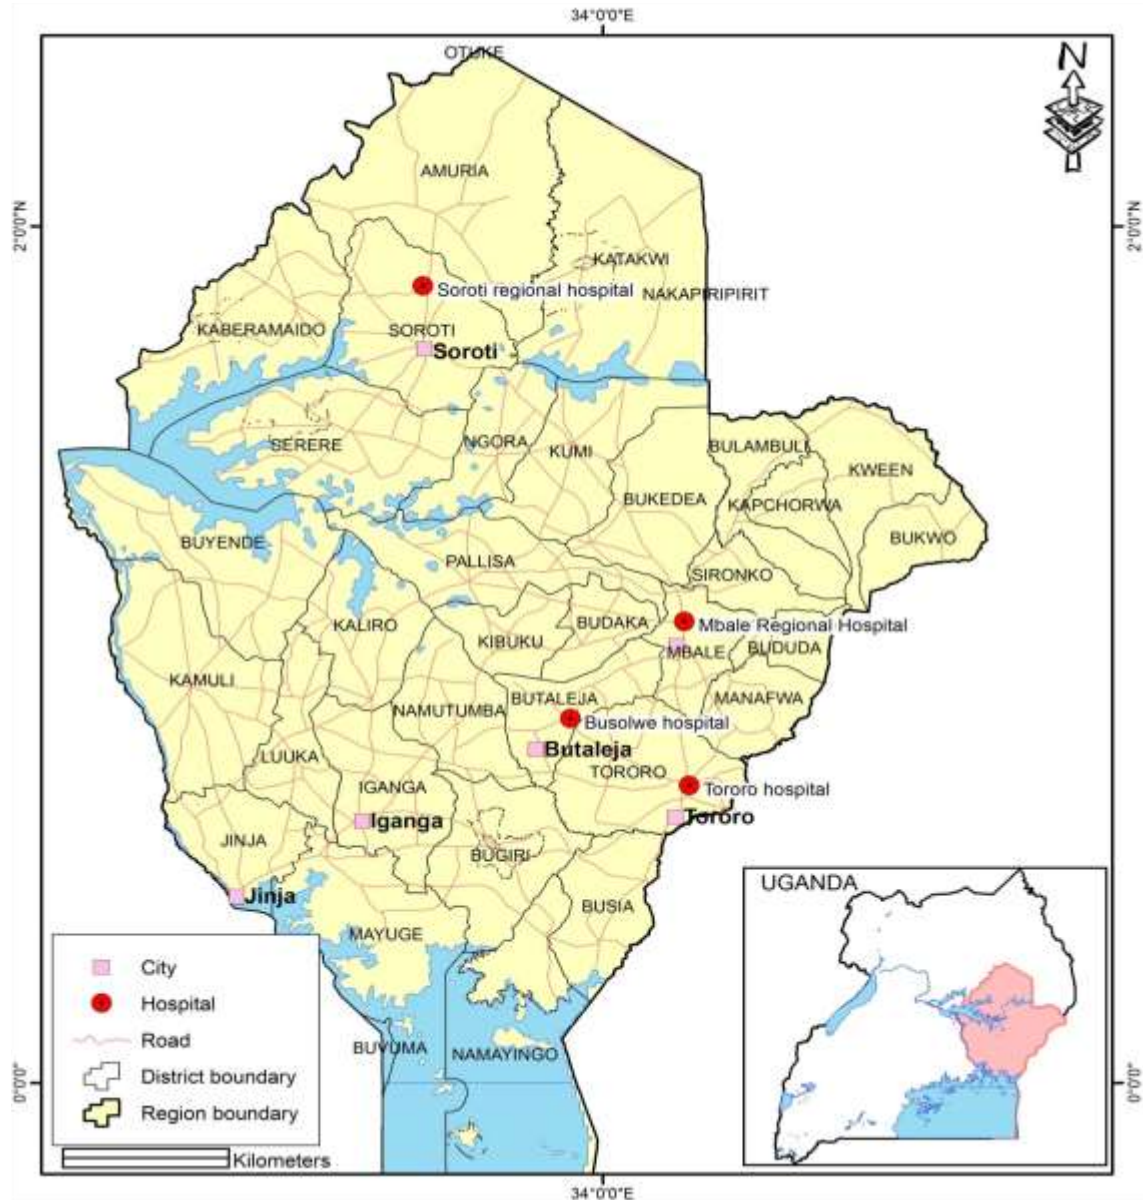 34°0'0"E
N
OTUKE
AMURIA
2°0'0"N
2°0'0"N
KATAKWI
Soroti regional hospital
NAKAPIRIPIRIT
KABERAMAIDO
SOROTI
Soroti
SERERE
NGORA
KUMI
BULAMBULI
KWEEN
BUKEDEA
KAPCHORWA
BUKWO
BUYENDE
PALLISA
SIRONKO
KALIRO
KIBUKU
BUDAKA
Mbale Regional Hospital
MBALE
BUDUDA
KAMULI
NAMUTUMBA
BUTALEJA
MANAFWA
Busolwe hospital
Butaleja
LUUKA
TORORO
IGANGA
Tororo hospital
Iganga
Tororo
JINJA
BUGIRI
Jinja
BUSIA
MAYUGE
BUVUMA
NAMAYINGO
0°0'0"
0°0'0"
City
Hospital
Road
District boundary
Region boundary
Kilometers
UGANDA
34°0'0"E